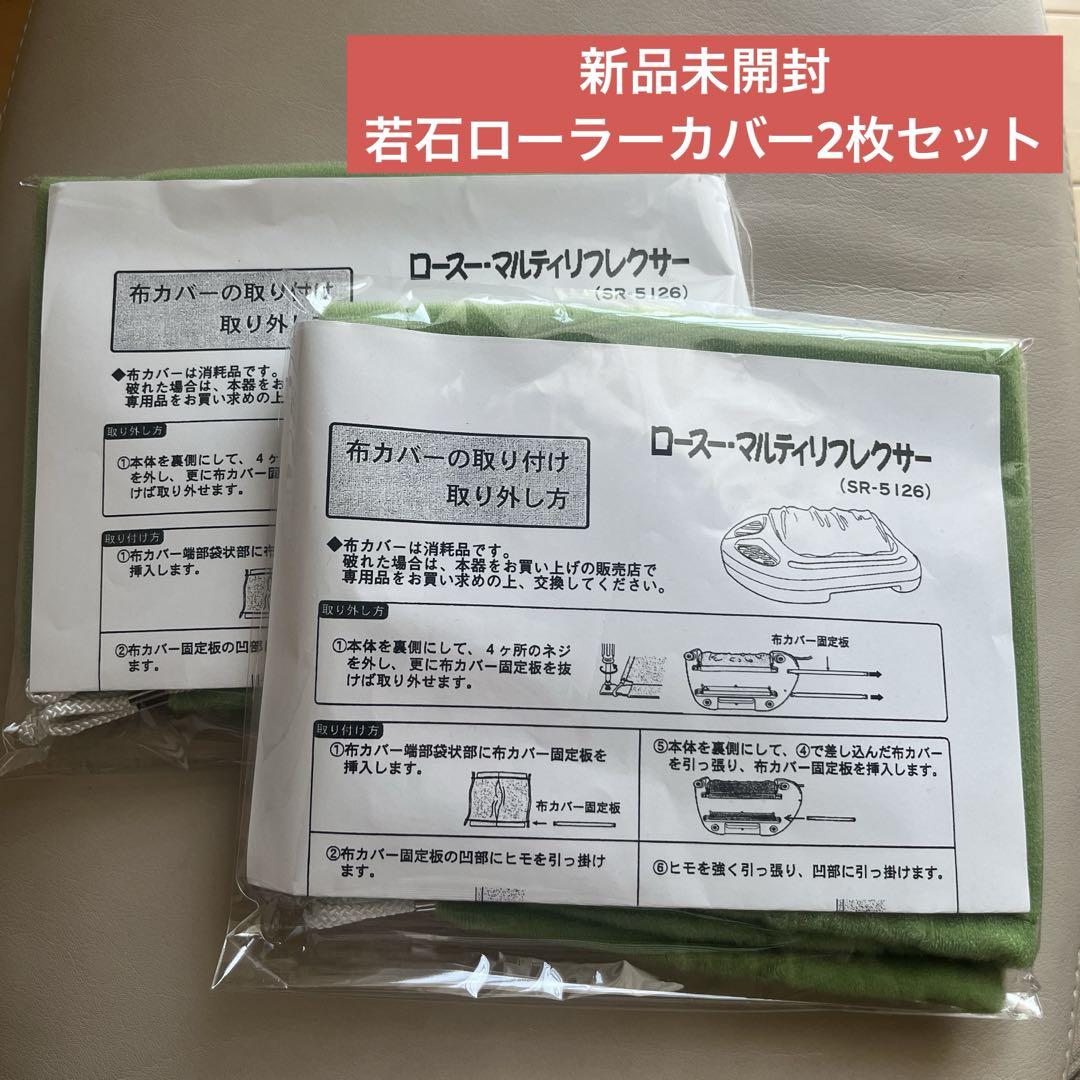 新品未開封
若石ローラーカバー2枚セット
ロースー・マルティリフレクサー
(SR-5126)
布カバーの取り付け
取り外し
◆布カバーは消耗品です。
破れた場合は、本器をお
専用品をお買い求めの上
取り外し方
①本体を裏側にして、4ヶ
を外し、更に布カバー固
けば取り外せます。
取り付け方
①布カバー端部袋状部に布
挿入します。
②布カバー固定板の凹部に
ます。
ロースー・マルティリフレクサー
(SR-5126)
布カバーの取り付け
取り外し方
◆布カバーは消耗品です。
破れた場合は、本器をお買い上げの販売店で
専用品をお買い求めの上、交換してください。
取り外し方
①本体を裏側にして、4ヶ所のネジ
を外し、更に布カバー固定板を抜
けば取り外せます。
布カバー固定板
取り付け方
①布カバー端部袋状部に布カバー固定板を
挿入します。
布カバー固定板
②布カバー固定板の凹部にヒモを引っ掛け
ます。
⑤本体を裏側にして、④で差し込んだ布カバー
を引っ張り、布カバー固定板を挿入します。
⑥ヒモを強く引っ張り、凹部に引っ掛けます。